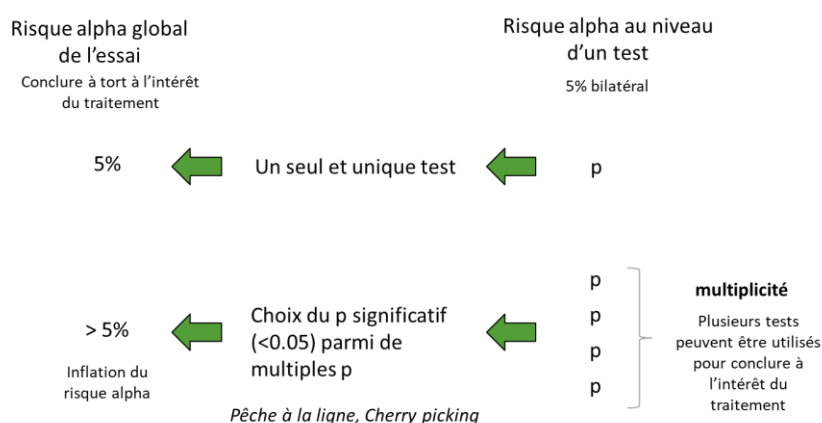 Risque alpha global
de l'essai
Conclure à tort à l'intérêt
du traitement
Risque alpha au niveau
d'un test
5% bilatéral
5%
Un seul et unique test
p
> 5%
Inflation du
risque alpha
Choix du p significatif
(<0.05) parmi de
multiples p
Pêche à la ligne, Cherry picking
p
p
p
p
multiplicité
Plusieurs tests
peuvent être utilisés
pour conclure à
l'intérêt du
traitement